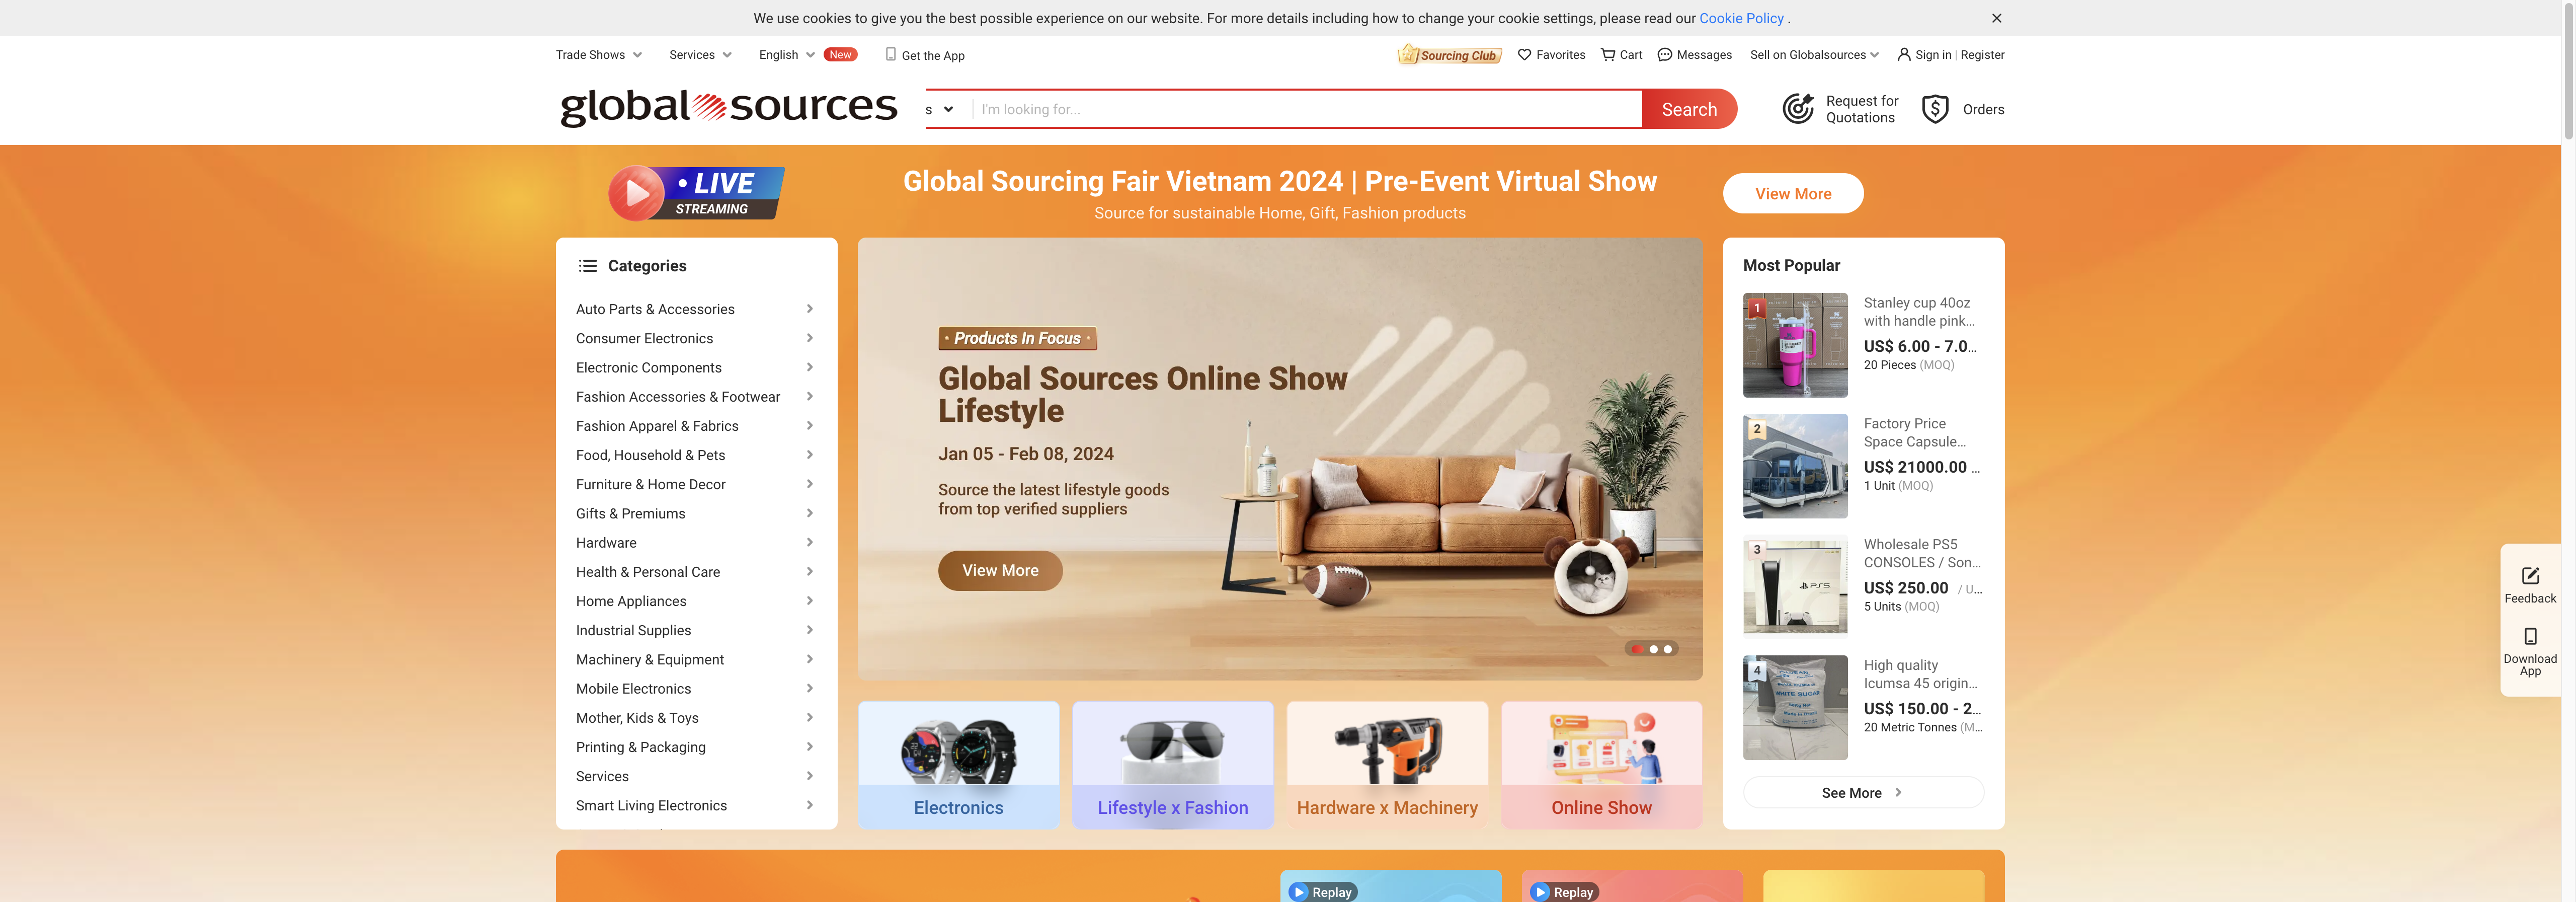 We use cookies to give you the best possible experience on our website. For more details including how to change your cookie settings, please read our Cookie Policy .
Trade Shows Services English New Get the App
Sourcing Club Favorites Cart Messages Sell on Globalsources Sign in | Register
global sources
s I'm looking for... Search
Request for
Quotations
Orders
LIVE
STREAMING
Global Sourcing Fair Vietnam 2024 | Pre-Event Virtual Show
Source for sustainable Home, Gift, Fashion products
View More
Categories
Auto Parts & Accessories
Consumer Electronics
Electronic Components
Fashion Accessories & Footwear
Fashion Apparel & Fabrics
Food, Household & Pets
Furniture & Home Decor
Gifts & Premiums
Hardware
Health & Personal Care
Home Appliances
Industrial Supplies
Machinery & Equipment
Mobile Electronics
Mother, Kids & Toys
Printing & Packaging
Services
Smart Living Electronics
· Products In Focus ·
Global Sources Online Show
Lifestyle
Jan 05 - Feb 08, 2024
Source the latest lifestyle goods
from top verified suppliers
View More
Electronics
Lifestyle x Fashion
Hardware x Machinery
Online Show
Most Popular
1
Stanley cup 40oz
with handle pink...
US$ 6.00 - 7.0...
20 Pieces (MOQ)
2
Factory Price
Space Capsule...
US$ 21000.00 ...
1 Unit (MOQ)
3
PS5
Wholesale PS5
CONSOLES / Son...
US$ 250.00 / U...
5 Units (MOQ)
4
WHITE SUGAR
High quality
Icumsa 45 origin...
US$ 150.00 - 2...
20 Metric Tonnes (M...
See More
Feedback
Download
App
Replay
Replay